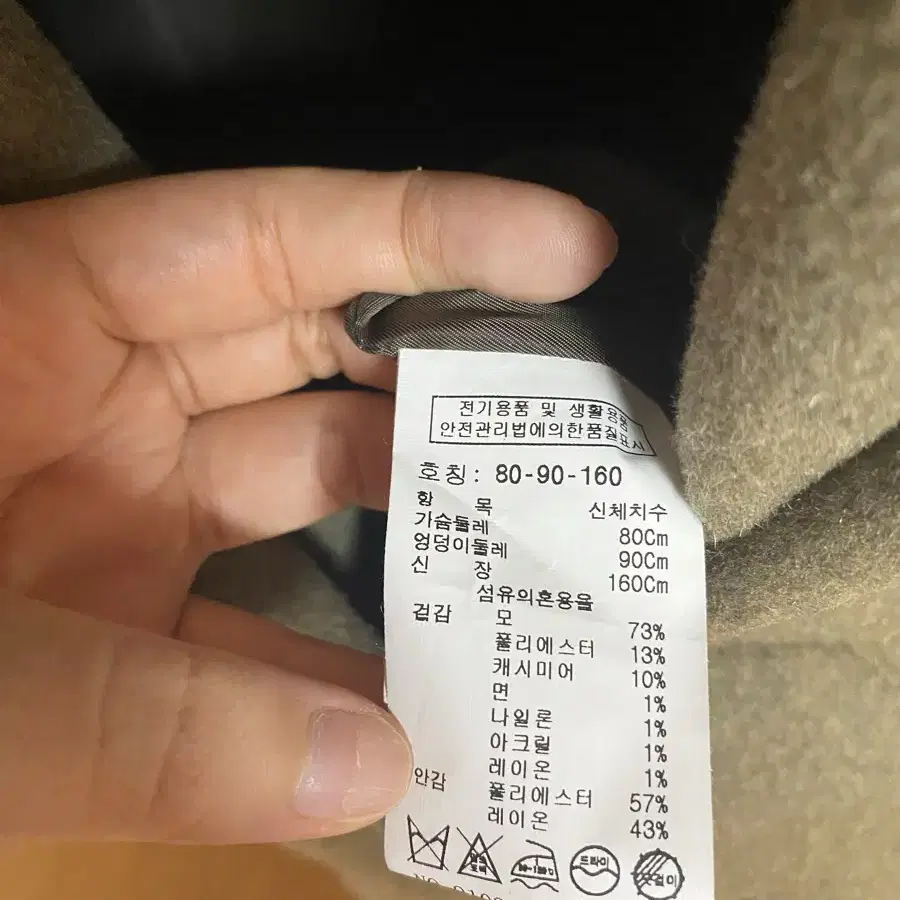 전기용품 및 생활용품
안전관리법에의한품질표시
호칭: 80-90-160
항 목 신체치수
가슴둘레 80Cm
엉덩이둘레 90Cm
신 장 160Cm
섬유의혼용율
겉감 모 73%
폴리에스터 13%
캐시미어 10%
면 1%
나일론 1%
아크릴 1%
레이온 1%
안감 폴리에스터 57%
레이온 43%
드라이